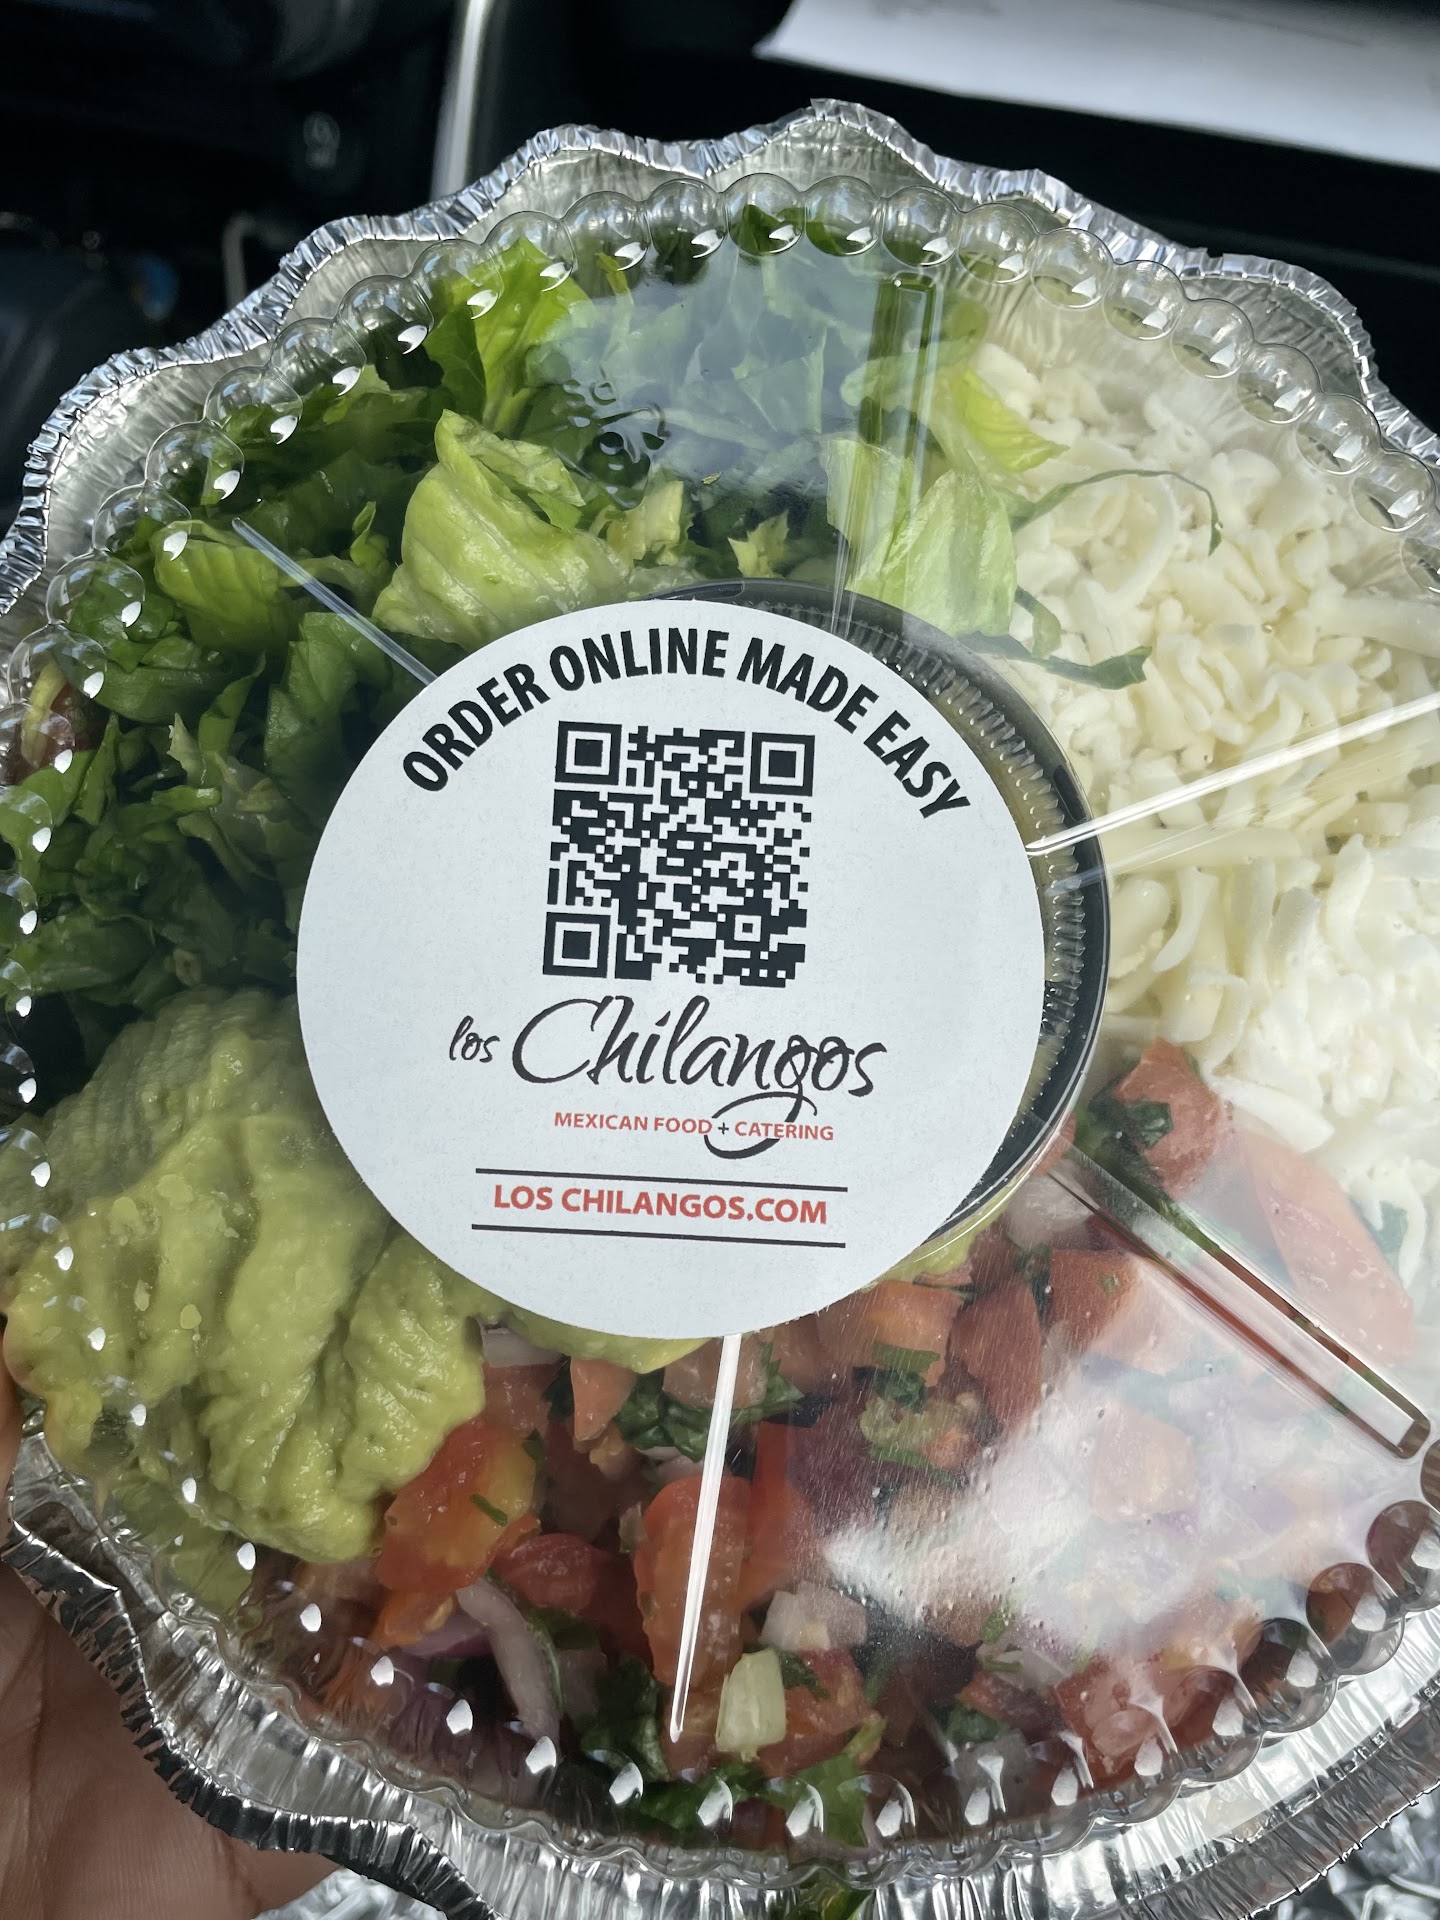 ORDER ONLINE MADE EASY
los Chilangos
MEXICAN FOOD + CATERING
LOS CHILANGOS.COM